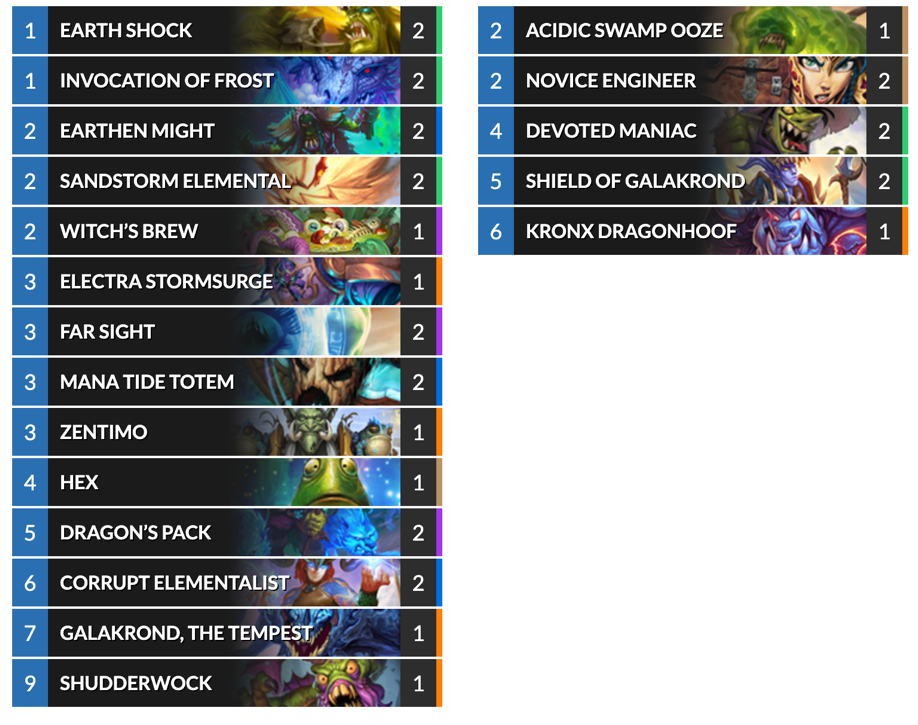 1 EARTH SHOCK 2
1 INVOCATION OF FROST 2
2 EARTHEN MIGHT 2
2 SANDSTORM ELEMENTAL 2
2 WITCH'S BREW 1
3 ELECTRA STORMSURGE 1
3 FAR SIGHT 2
3 MANA TIDE TOTEM 2
3 ZENTIMO 1
4 HEX 1
5 DRAGON'S PACK 2
6 CORRUPT ELEMENTALIST 2
7 GALAKROND, THE TEMPEST 1
9 SHUDDERWOCK 1
2 ACIDIC SWAMP OOZE 1
2 NOVICE ENGINEER 2
4 DEVOTED MANIAC 2
5 SHIELD OF GALAKROND 2
6 KRONX DRAGONHOOF 1